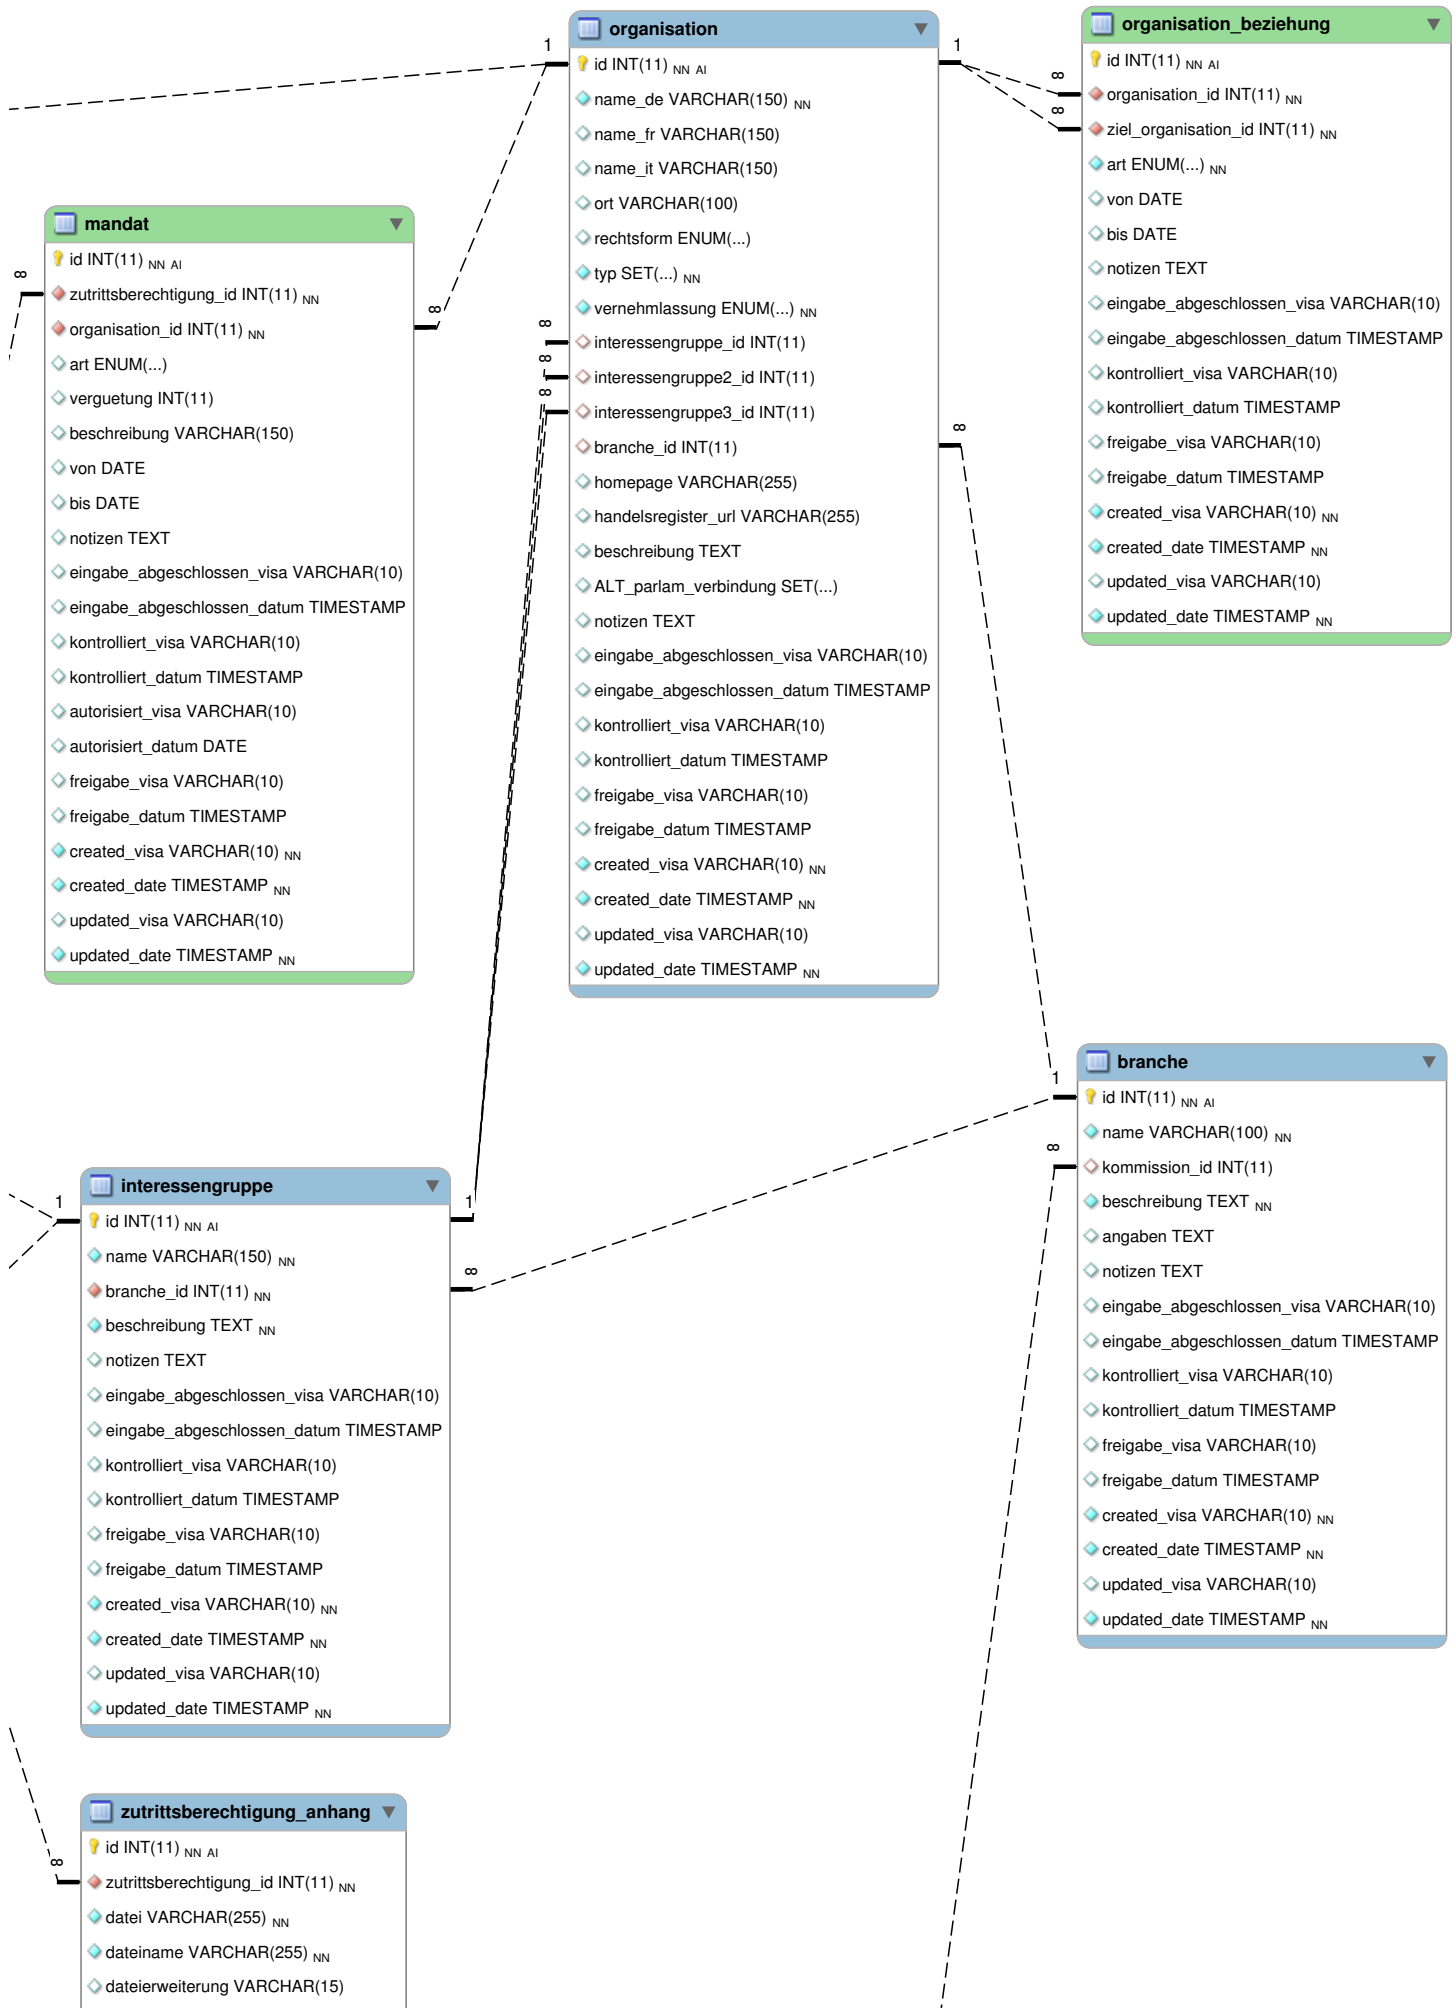 organisation
id INT(11) NN AI
name_de VARCHAR(150) NN
name_fr VARCHAR(150)
name_it VARCHAR(150)
ort VARCHAR(100)
rechtsform ENUM(...)
typ SET(...) NN
vernehmlassung ENUM(...) NN
interessengruppe_id INT(11)
interessengruppe2_id INT(11)
interessengruppe3_id INT(11)
branche_id INT(11)
homepage VARCHAR(255)
handelsregister_url VARCHAR(255)
beschreibung TEXT
ALT_parlam_verbindung SET(...)
notizen TEXT
eingabe_abgeschlossen_visa VARCHAR(10)
eingabe_abgeschlossen_datum TIMESTAMP
kontrolliert_visa VARCHAR(10)
kontrolliert_datum TIMESTAMP
freigabe_visa VARCHAR(10)
freigabe_datum TIMESTAMP
created_visa VARCHAR(10) NN
created_date TIMESTAMP NN
updated_visa VARCHAR(10)
updated_date TIMESTAMP NN
1
1
∞
∞
∞
∞
organisation_beziehung
id INT(11) NN AI
organisation_id INT(11) NN
ziel_organisation_id INT(11) NN
art ENUM(...) NN
von DATE
bis DATE
notizen TEXT
eingabe_abgeschlossen_visa VARCHAR(10)
eingabe_abgeschlossen_datum TIMESTAMP
kontrolliert_visa VARCHAR(10)
kontrolliert_datum TIMESTAMP
freigabe_visa VARCHAR(10)
freigabe_datum TIMESTAMP
created_visa VARCHAR(10) NN
created_date TIMESTAMP NN
updated_visa VARCHAR(10)
updated_date TIMESTAMP NN
∞
∞
mandat
id INT(11) NN AI
zutrittsberechtigung_id INT(11) NN
organisation_id INT(11) NN
art ENUM(...)
verguetung INT(11)
beschreibung VARCHAR(150)
von DATE
bis DATE
notizen TEXT
eingabe_abgeschlossen_visa VARCHAR(10)
eingabe_abgeschlossen_datum TIMESTAMP
kontrolliert_visa VARCHAR(10)
kontrolliert_datum TIMESTAMP
autorisiert_visa VARCHAR(10)
autorisiert_datum DATE
freigabe_visa VARCHAR(10)
freigabe_datum TIMESTAMP
created_visa VARCHAR(10) NN
created_date TIMESTAMP NN
updated_visa VARCHAR(10)
updated_date TIMESTAMP NN
∞
∞
branche
id INT(11) NN AI
name VARCHAR(100) NN
kommission_id INT(11)
beschreibung TEXT NN
angaben TEXT
notizen TEXT
eingabe_abgeschlossen_visa VARCHAR(10)
eingabe_abgeschlossen_datum TIMESTAMP
kontrolliert_visa VARCHAR(10)
kontrolliert_datum TIMESTAMP
freigabe_visa VARCHAR(10)
freigabe_datum TIMESTAMP
created_visa VARCHAR(10) NN
created_date TIMESTAMP NN
updated_visa VARCHAR(10)
updated_date TIMESTAMP NN
1
∞
interessengruppe
id INT(11) NN AI
name VARCHAR(150) NN
branche_id INT(11) NN
beschreibung TEXT NN
notizen TEXT
eingabe_abgeschlossen_visa VARCHAR(10)
eingabe_abgeschlossen_datum TIMESTAMP
kontrolliert_visa VARCHAR(10)
kontrolliert_datum TIMESTAMP
freigabe_visa VARCHAR(10)
freigabe_datum TIMESTAMP
created_visa VARCHAR(10) NN
created_date TIMESTAMP NN
updated_visa VARCHAR(10)
updated_date TIMESTAMP NN
1
1
∞
zutrittsberechtigung_anhang
id INT(11) NN AI
zutrittsberechtigung_id INT(11) NN
datei VARCHAR(255) NN
dateiname VARCHAR(255) NN
dateierweiterung VARCHAR(15)
∞